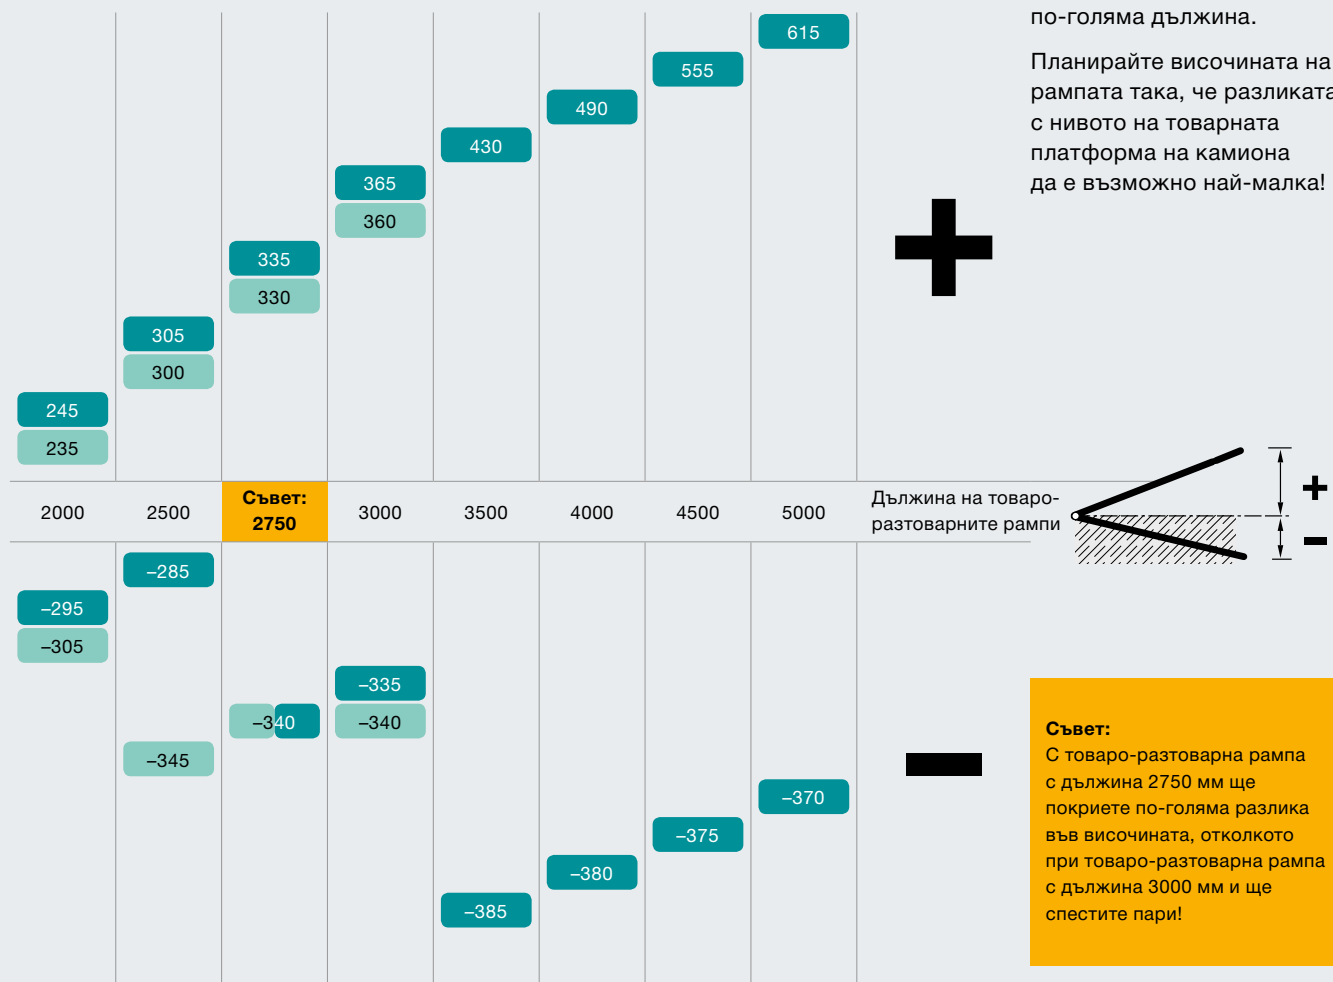 по-голяма дължина.
Планирайте височината на
рампата така, че разликата
с нивото на товарната
платформа на камиона
да е възможно най-малка!
615
555
490
430
365
360
335
330
305
300
245
235
2000 2500 Съвет: 2750 3000 3500 4000 4500 5000 Дължина на товаро-
разтоварните рампи
+
–
–285
–295
–305
–335
–340 –340
–345
–370
–375
–380
–385
Съвет:
С товаро-разтоварна рампа
с дължина 2750 мм ще
покриете по-голяма разлика
във височината, отколкото
при товаро-разтоварна рампа
с дължина 3000 мм и ще
спестите пари!